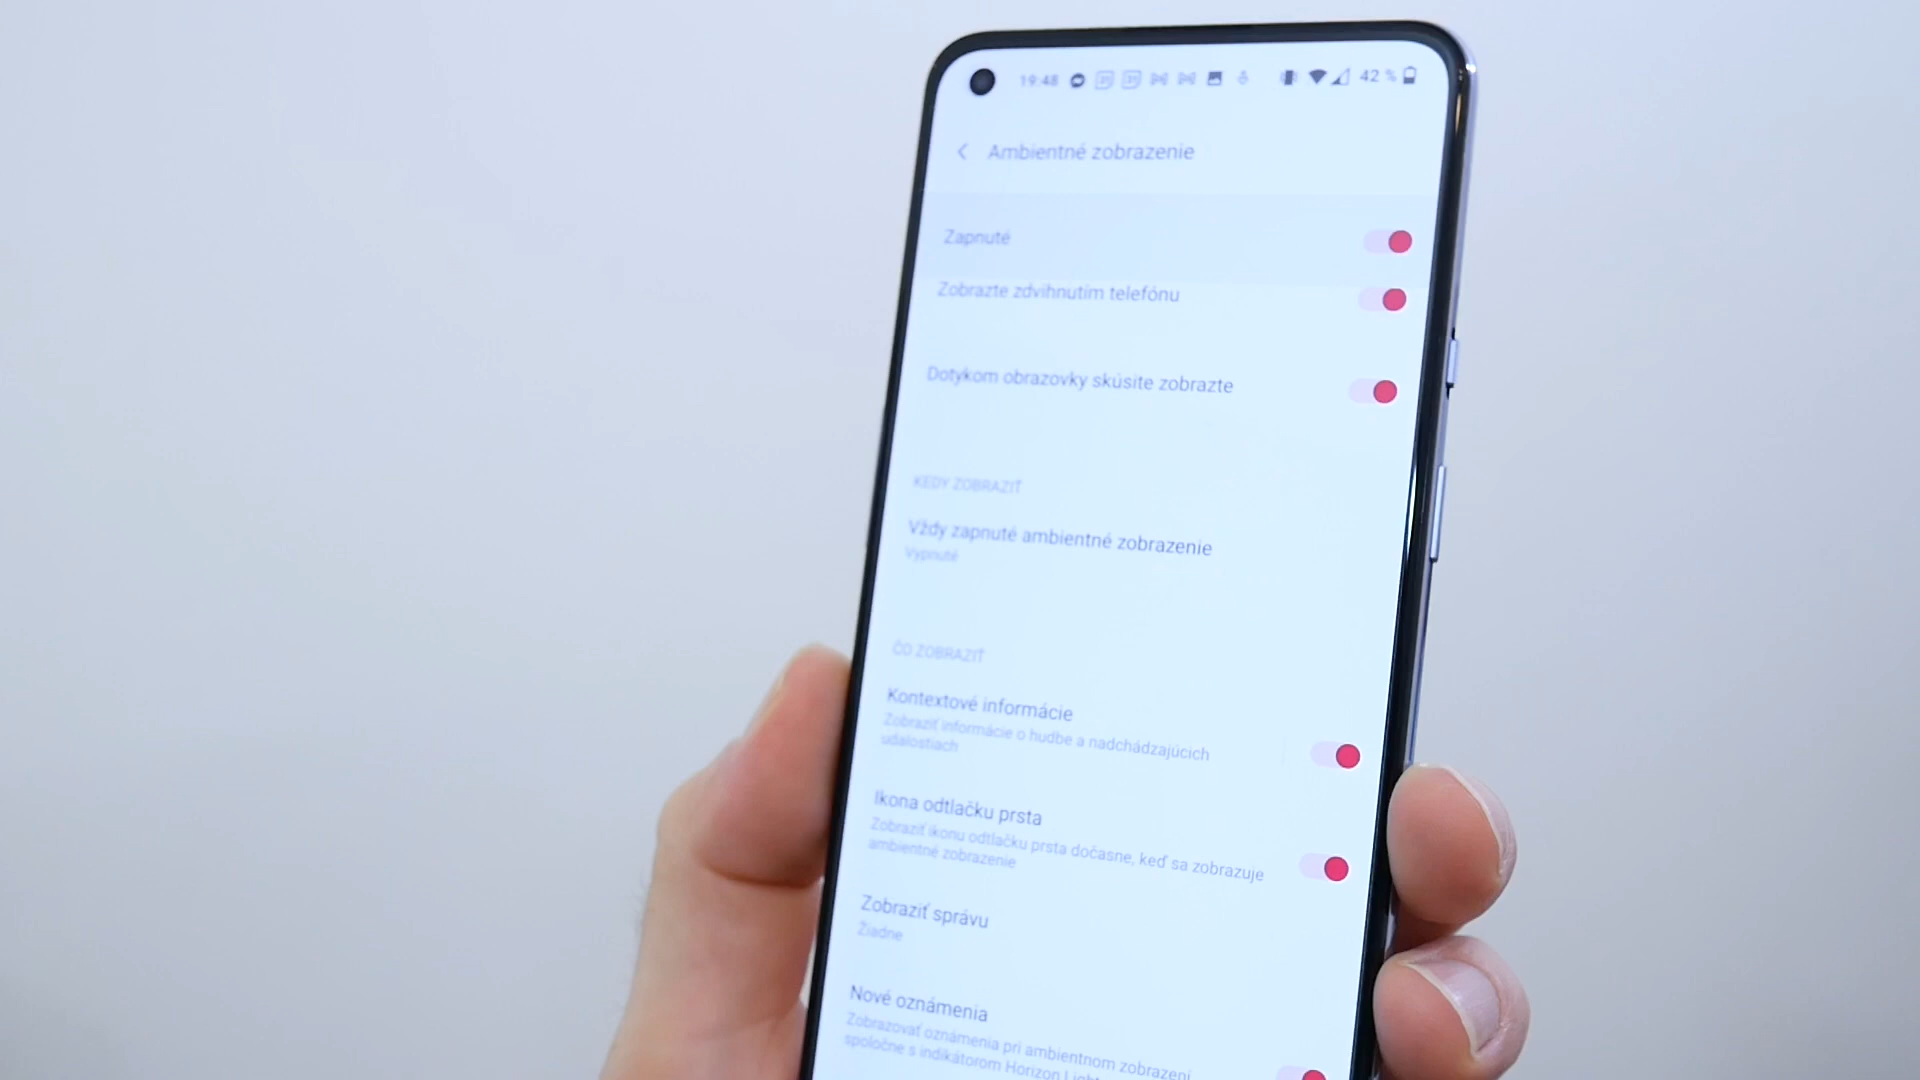 19:48 42 %
Ambientné zobrazenie
Zapnuté
Zobrazte zdvihnutím telefónu
Dotykom obrazovky skúsite zobrazte
KEDY ZOBRAZIŤ
Vždy zapnuté ambientné zobrazenie
Vypnuté
ČO ZOBRAZIŤ
Kontextové informácie
Zobraziť informácie o hudbe a nadchádzajúcich
udalostiach
Ikona odtlačku prsta
Zobraziť ikonu odtlačku prsta dočasne, keď sa zobrazuje
ambientné zobrazenie
Zobraziť správu
Žiadne
Nové oznámenia
Zobrazovať oznámenia pri ambientnom zobrazení
spoločne s indikátorom Horizon Light